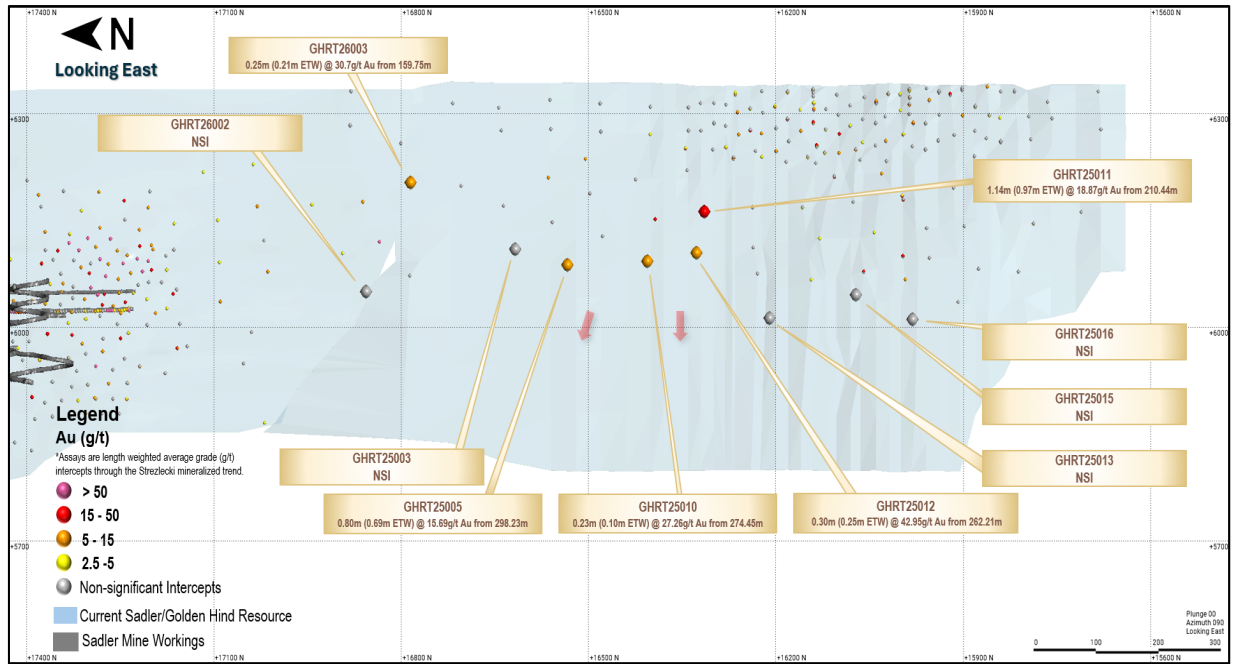 +17400 N
+17100 N
+16800 N
+16500 N
+16200 N
+15900 N
+15600 N
N
Looking East
GHRT26003
0.25m (0.21m ETW) @ 30.7g/t Au from 159.75m
+6300
+6300
GHRT26002
NSI
GHRT25011
1.14m (0.97m ETW) @ 18.87g/t Au from 210.44m
+6000
+6000
GHRT25016
NSI
GHRT25015
NSI
GHRT25013
NSI
GHRT25003
NSI
GHRT25005
0.80m (0.69m ETW) @ 15.69g/t Au from 298.23m
GHRT25010
0.23m (0.10m ETW) @ 27.26g/t Au from 274.45m
GHRT25012
0.30m (0.25m ETW) @ 42.95g/t Au from 262.21m
Legend
Au (g/t)
*Assays are length weighted average grade (g/t)
intercepts through the Strezlecki mineralized trend.
> 50
15 - 50
5 - 15
2.5 -5
Non-significant Intercepts
Current Sadler/Golden Hind Resource
Sadler Mine Workings
+5700
+5700
Plunge 00
Azimuth 090
Looking East
0 100 200 300
+17400 N
+17100 N
+16800 N
+16500 N
+16200 N
+15900 N
+15600 N